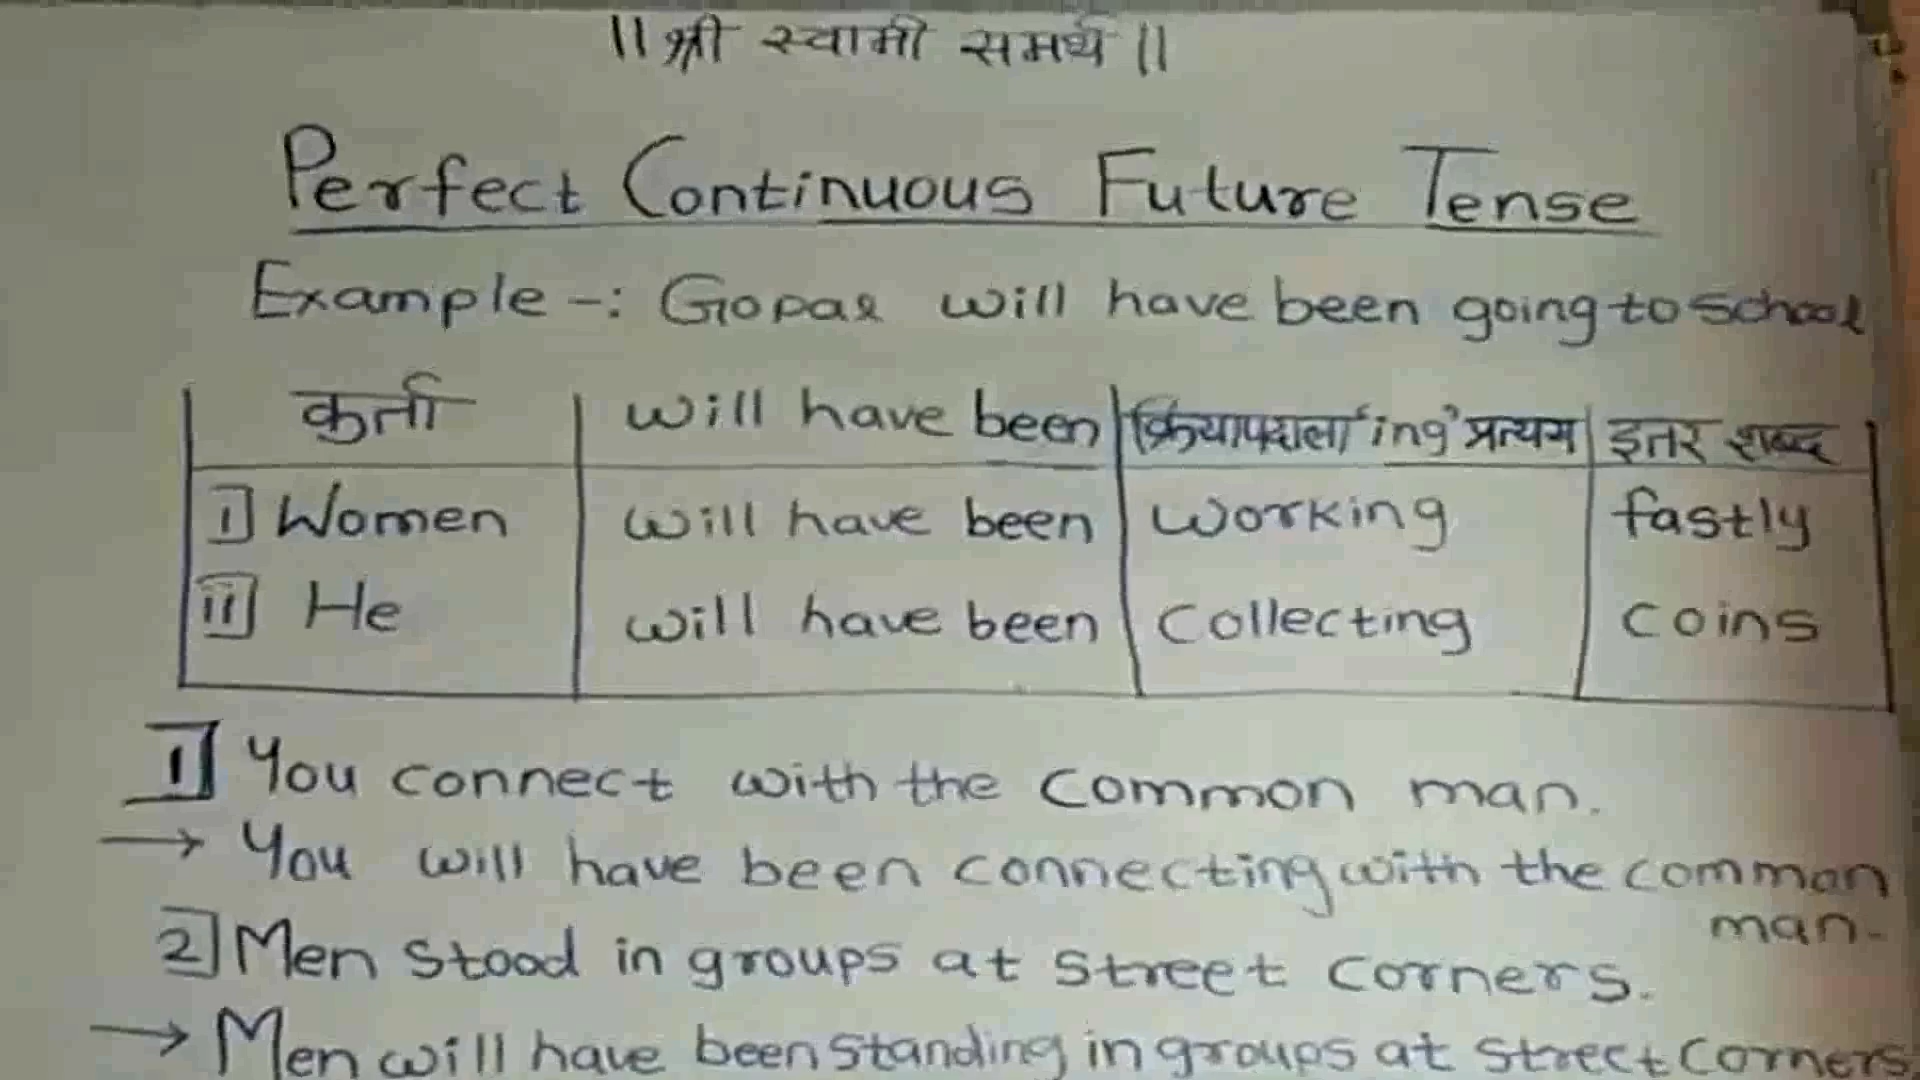 ॥ श्री स्वामी समर्थ ॥
Perfect Continuous Future Tense
Example -: Gopal will have been going to school
कर्ता will have been क्रियापदाला 'ing' प्रत्यय इतर शब्द
i] Women will have been working fastly
ii] He will have been collecting coins
1] You connect with the common man.
→ You will have been connecting with the common
man.
2] Men stood in groups at street corners.
→ Men will have been standing in groups at street corners.